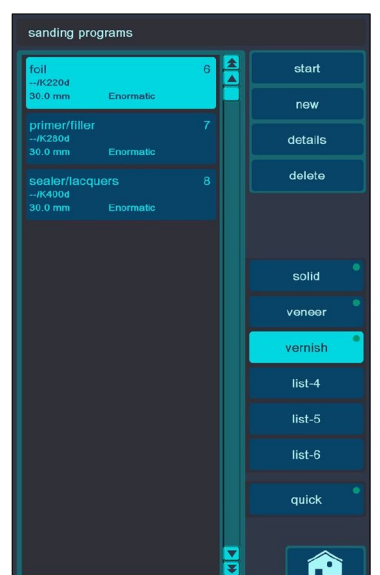 sanding programs
foil 6
--/K220d
30.0 mm Enormatic
primer/filler 7
--/K280d
30.0 mm Enormatic
sealer/lacquers 8
--/K400d
30.0 mm Enormatic
start
new
details
delete
solid
veneer
vernish
list-4
list-5
list-6
quick